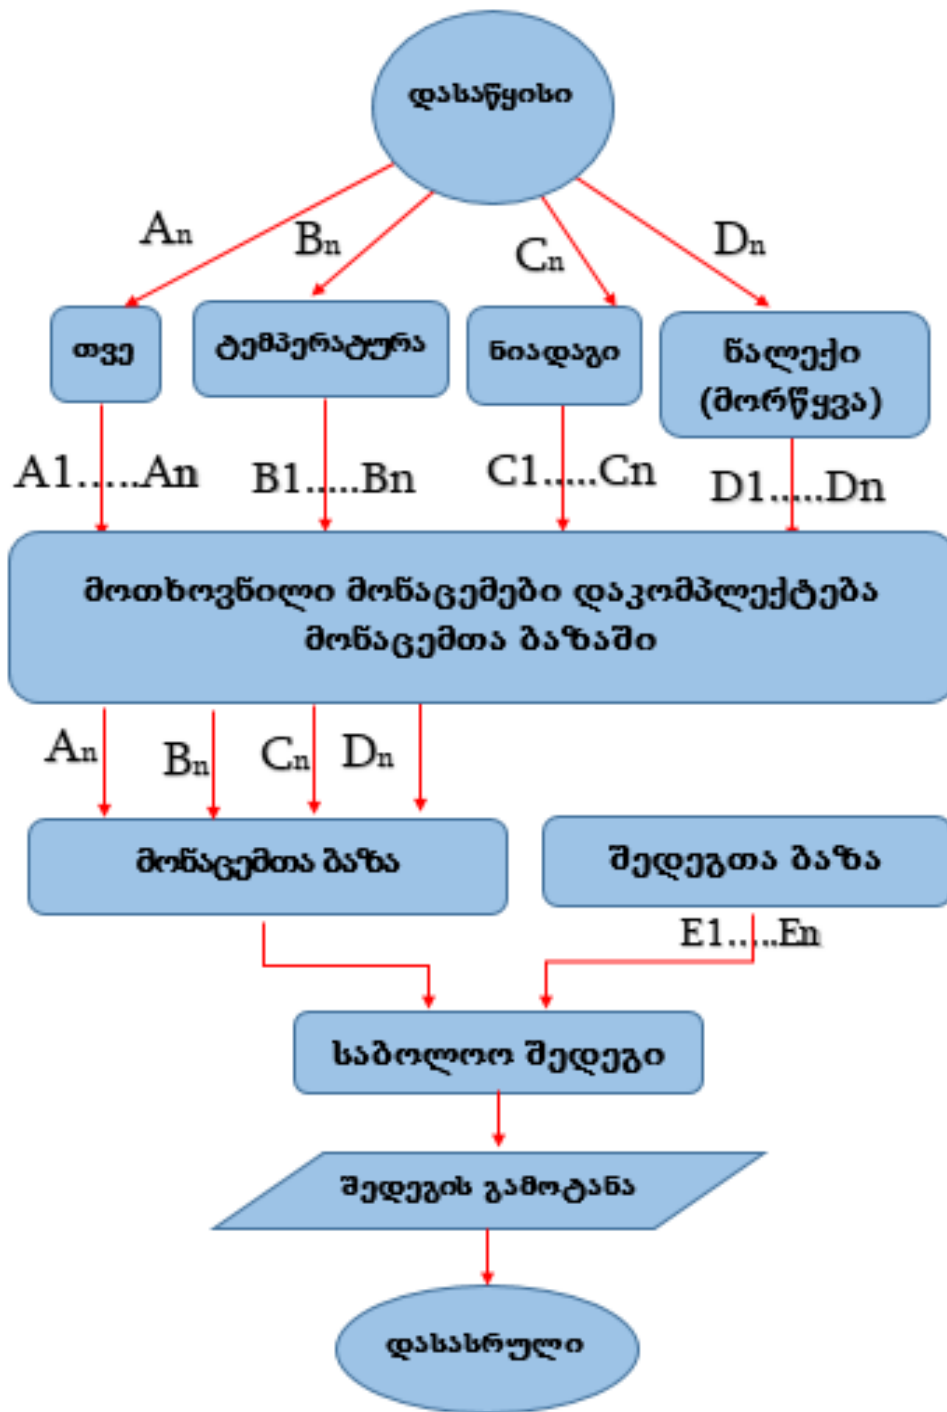 დასაწყისი
An
Bn
Cn
Dn
თვე
ტემპერატურა
ნიადაგი
ნალექი
(მორწყვა)
A1.....An
B1.....Bn
C1.....Cn
D1.....Dn
მოთხოვნილი მონაცემები დაკომპლექტება
მონაცემთა ბაზაში
An
Bn
Cn
Dn
მონაცემთა ბაზა
შედეგთა ბაზა
E1.....En
საბოლოო შედეგი
შედეგის გამოტანა
დასასრული